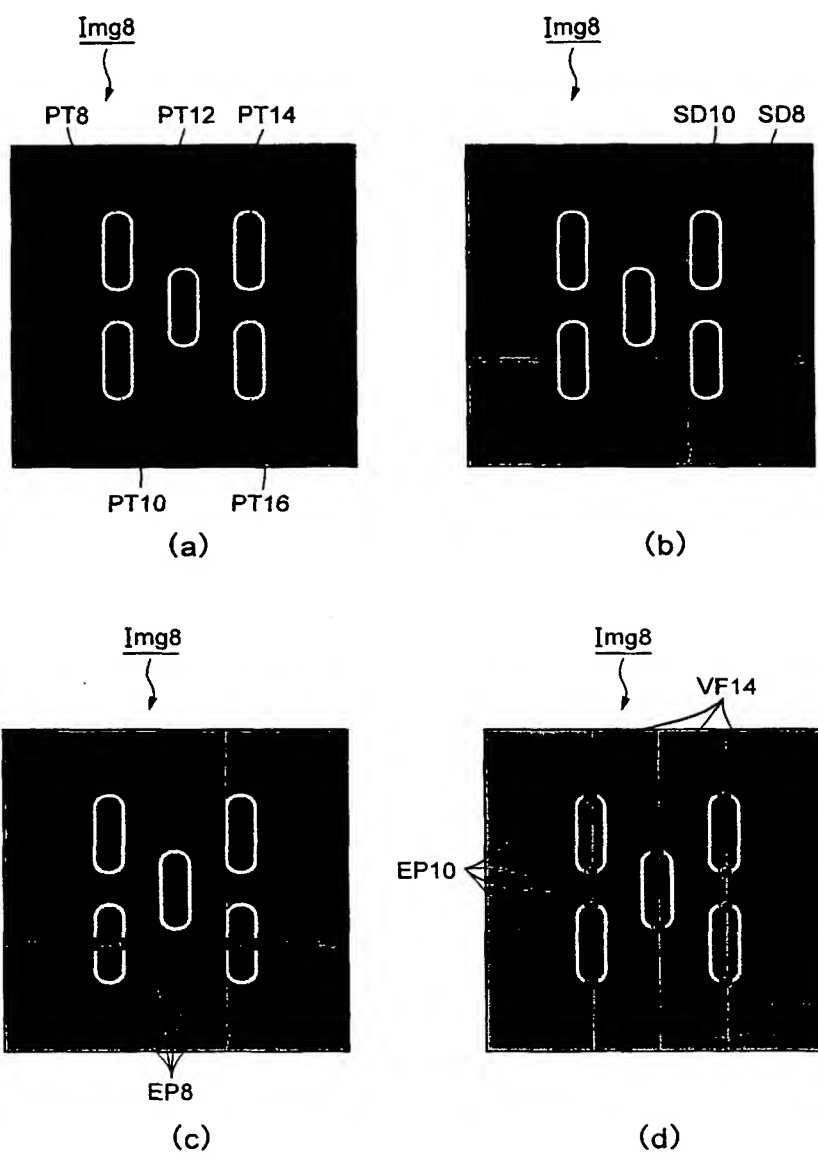 Img8
Img8
PT8 PT12 PT14
SD10 SD8
PT10 PT16
(a)
(b)
Img8
Img8
VF14
EP10
EP8
(c)
(d)